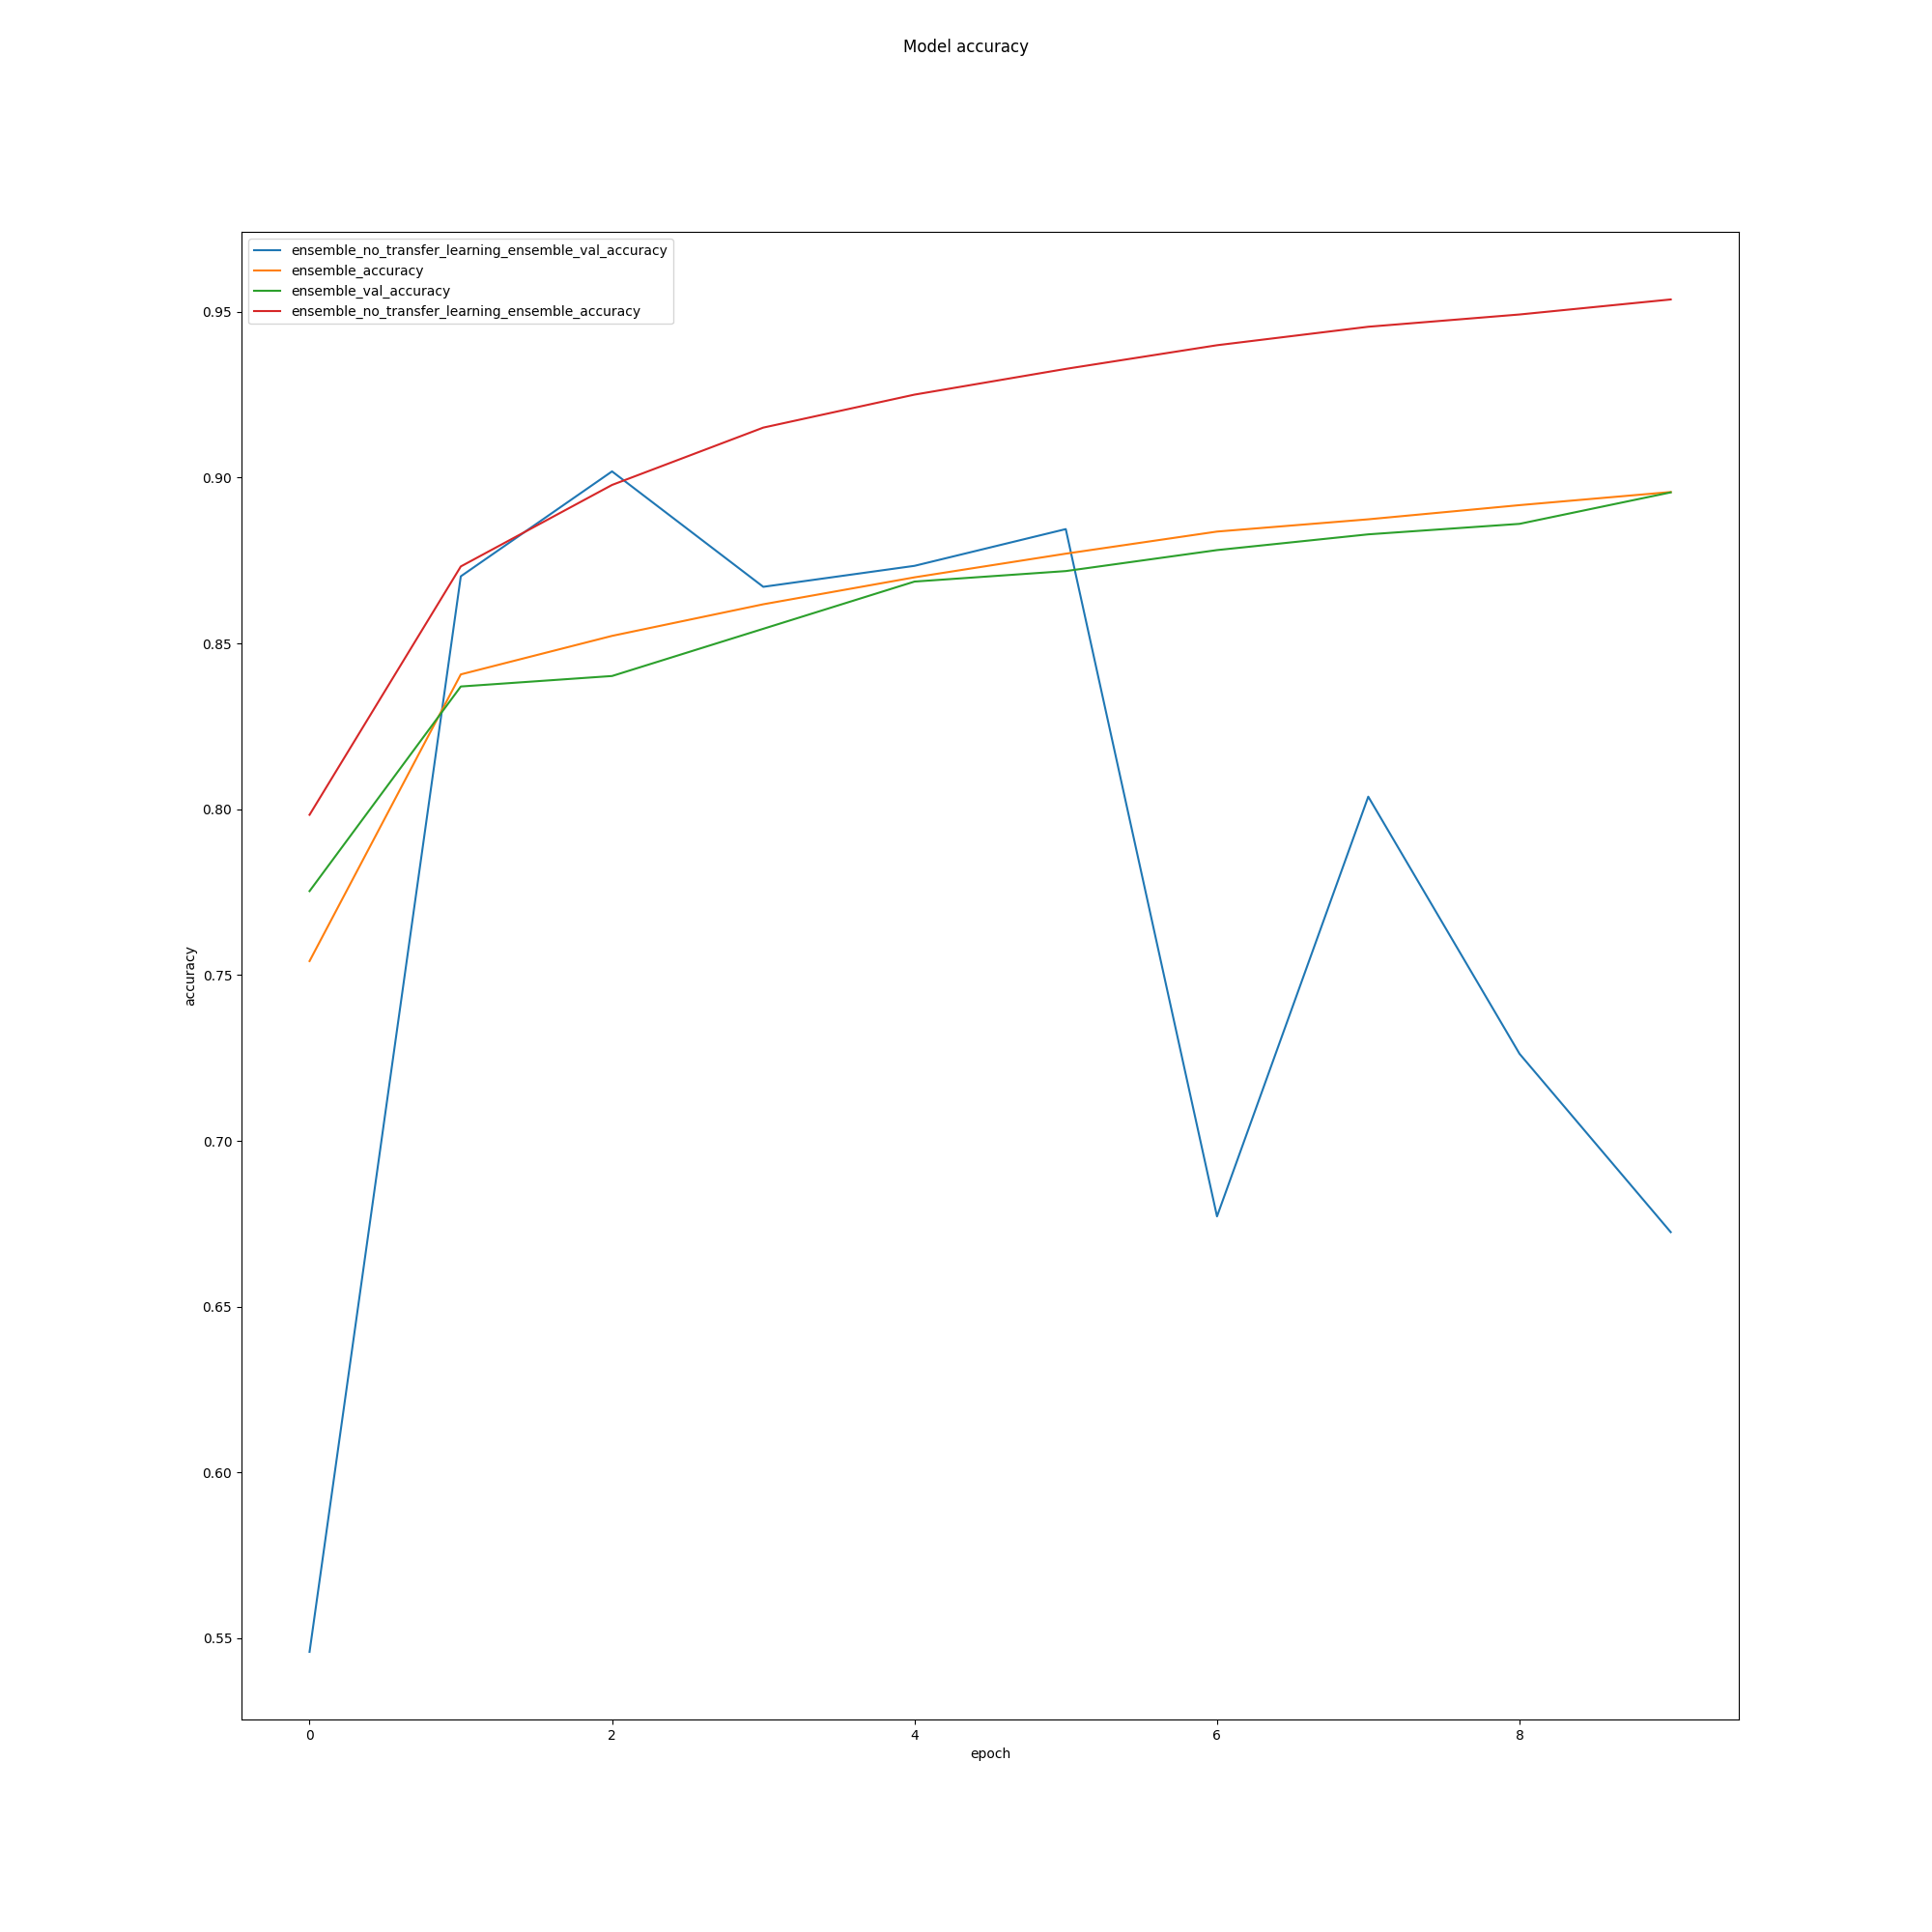 Model accuracy
ensemble_no_transfer_learning_ensemble_val_accuracy
ensemble_accuracy
ensemble_val_accuracy
ensemble_no_transfer_learning_ensemble_accuracy
0.95
0.90
0.85
0.80
0.75
0.70
0.65
0.60
0.55
accuracy
0 2 4 6 8
epoch